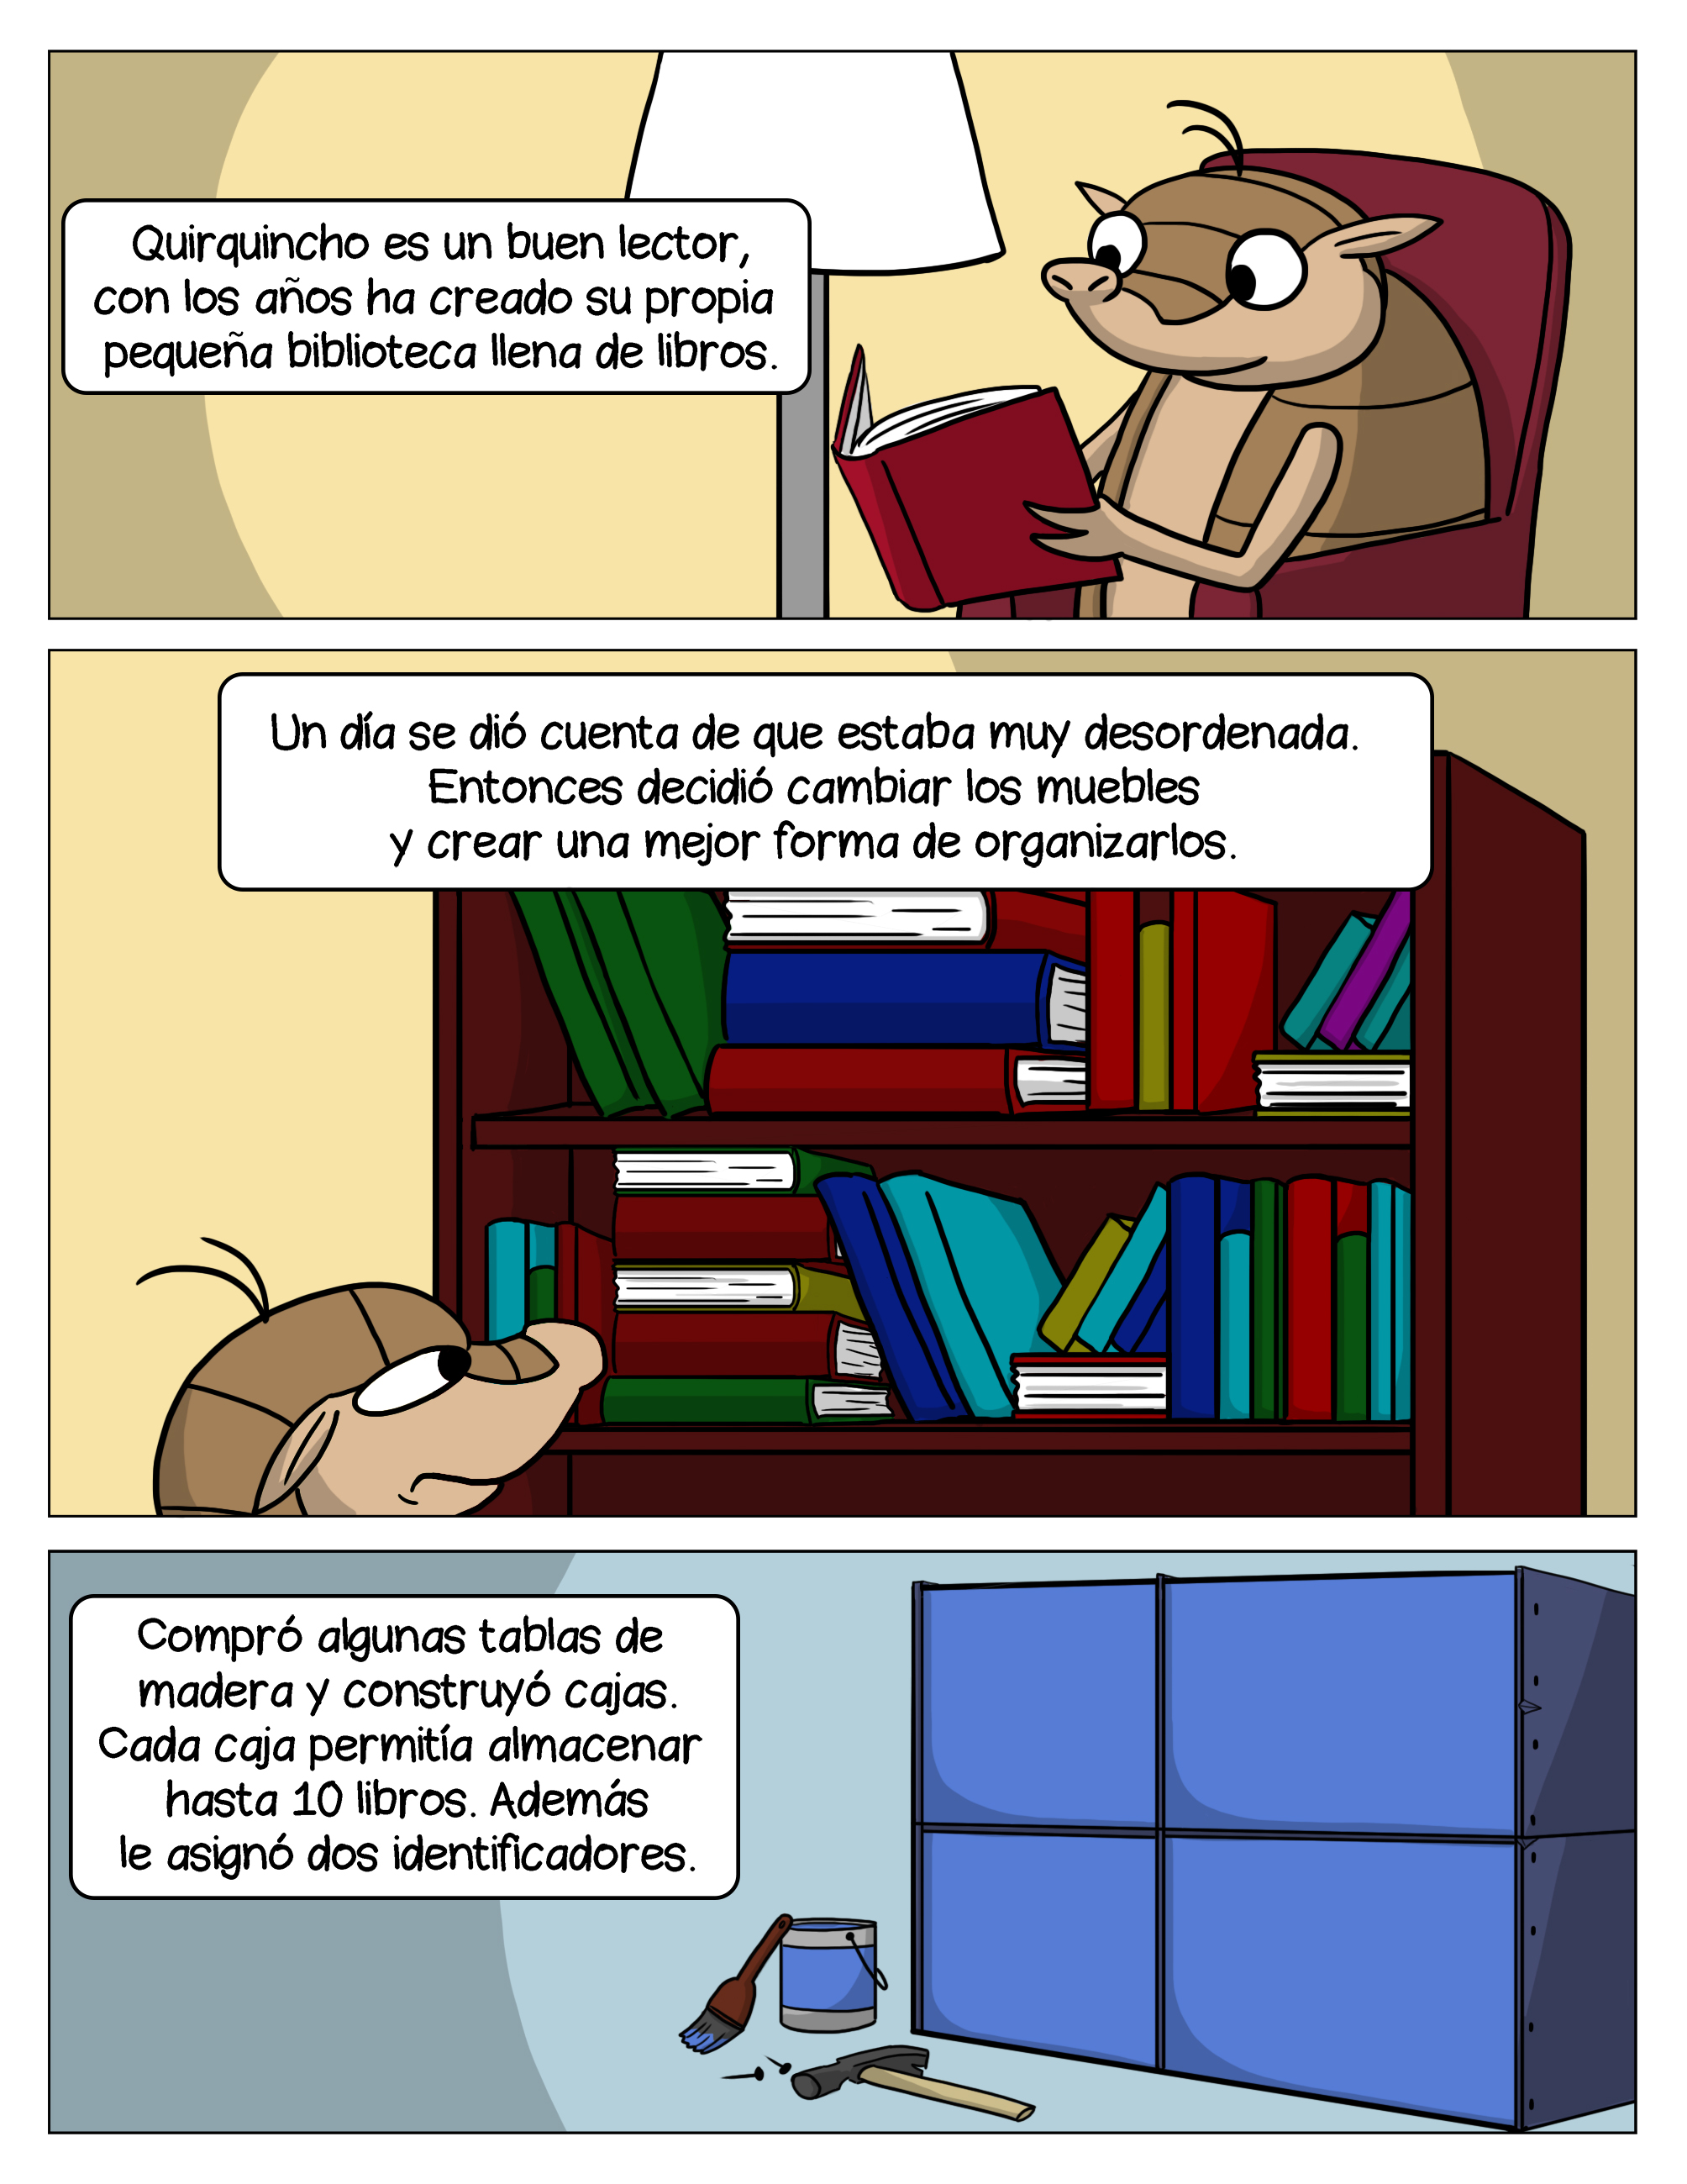 Quirquincho es un buen lector,
con los años ha creado su propia
pequeña biblioteca llena de libros.
Un día se dió cuenta de que estaba muy desordenada.
Entonces decidió cambiar los muebles
y crear una mejor forma de organizarlos.
Compró algunas tablas de
madera y construyó cajas.
Cada caja permitía almacenar
hasta 10 libros. Además
le asignó dos identificadores.